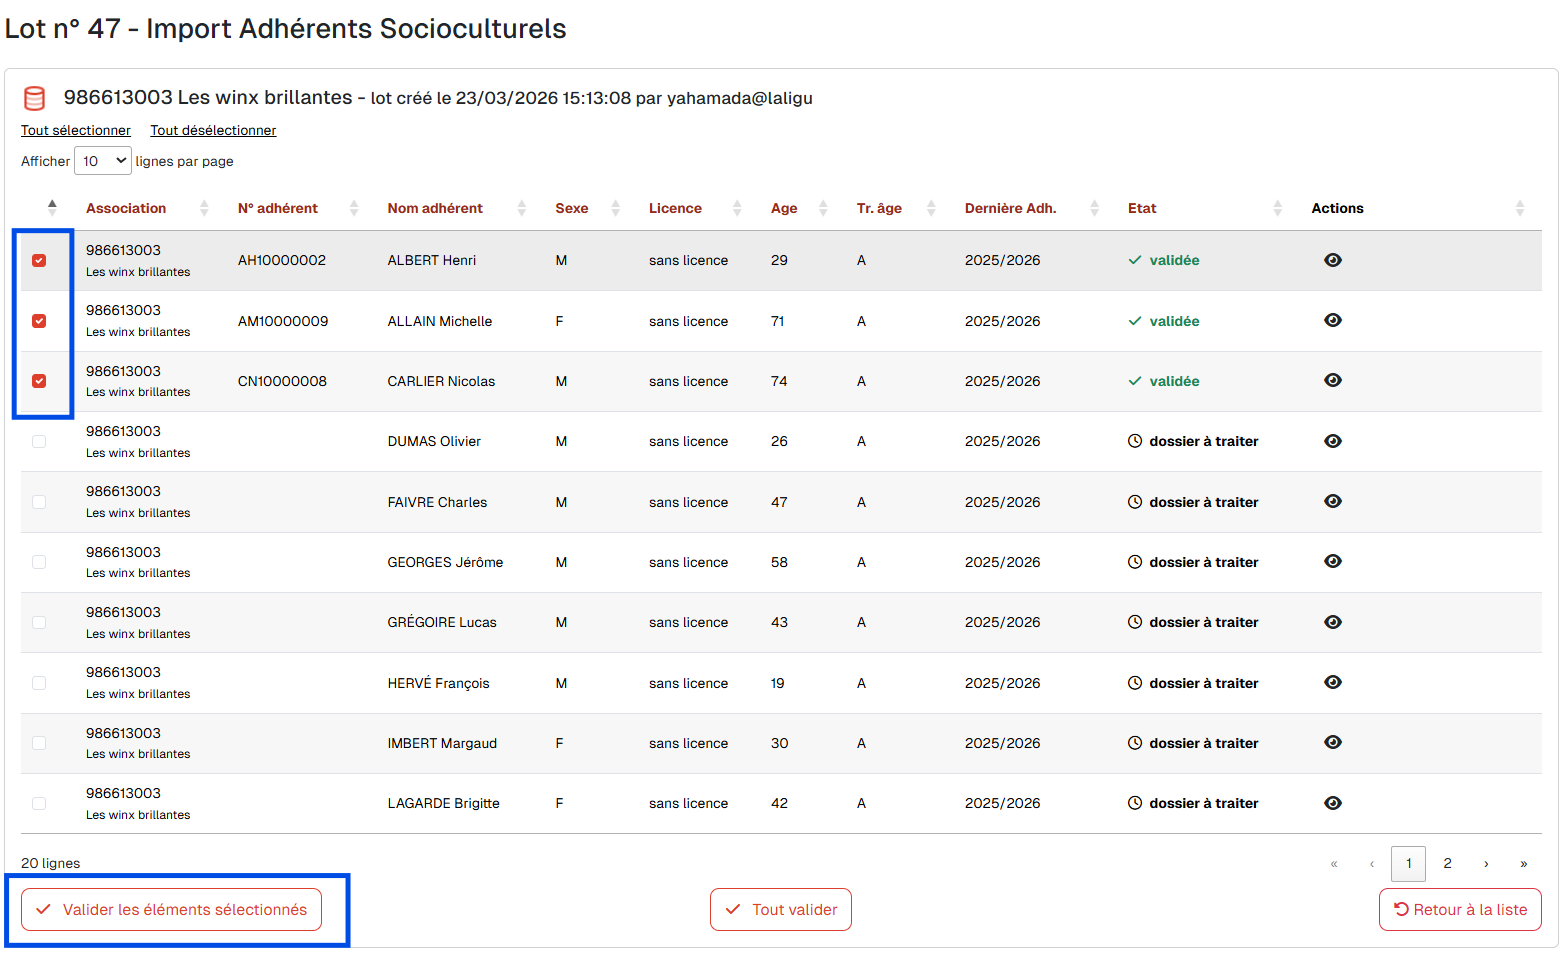 Lot n° 47 - Import Adhérents Socioculturels
986613003 Les winx brillantes - lot créé le 23/03/2026 15:13:08 par yahamada@laligu
Tout sélectionner Tout désélectionner
Afficher 10 lignes par page
Association N° adhérent Nom adhérent Sexe Licence Age Tr. âge Dernière Adh. Etat Actions
986613003
Les winx brillantes AH10000002 ALBERT Henri M sans licence 29 A 2025/2026 validée
986613003
Les winx brillantes AM10000009 ALLAIN Michelle F sans licence 71 A 2025/2026 validée
986613003
Les winx brillantes CN10000008 CARLIER Nicolas M sans licence 74 A 2025/2026 validée
986613003
Les winx brillantes DUMAS Olivier M sans licence 26 A 2025/2026 dossier à traiter
986613003
Les winx brillantes FAIVRE Charles M sans licence 47 A 2025/2026 dossier à traiter
986613003
Les winx brillantes GEORGES Jérôme M sans licence 58 A 2025/2026 dossier à traiter
986613003
Les winx brillantes GRÉGOIRE Lucas M sans licence 43 A 2025/2026 dossier à traiter
986613003
Les winx brillantes HERVÉ François M sans licence 19 A 2025/2026 dossier à traiter
986613003
Les winx brillantes IMBERT Margaud F sans licence 30 A 2025/2026 dossier à traiter
986613003
Les winx brillantes LAGARDE Brigitte F sans licence 42 A 2025/2026 dossier à traiter
20 lignes « ‹ 1 2 › »
Valider les éléments sélectionnés Tout valider Retour à la liste